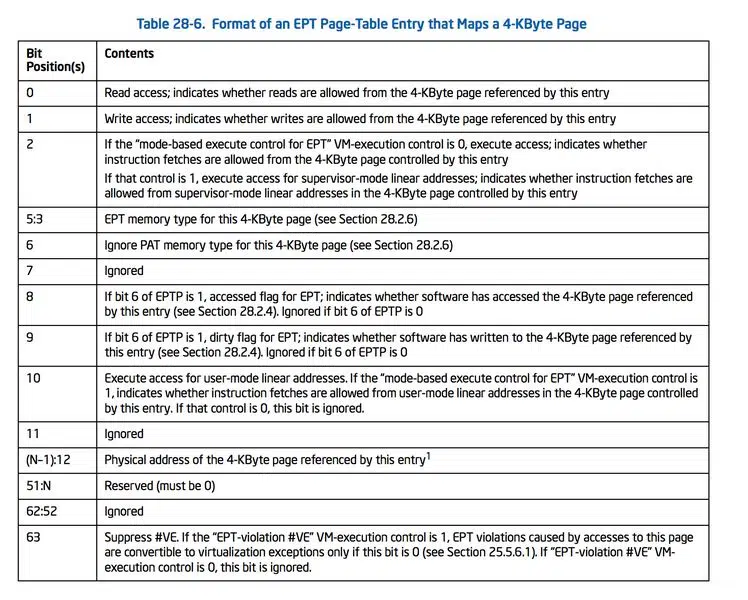 Table 28-6. Format of an EPT Page-Table Entry that Maps a 4-KByte Page
Bit
Position(s)
Contents
0
Read access; indicates whether reads are allowed from the 4-KByte page referenced by this entry
1
Write access; indicates whether writes are allowed from the 4-KByte page referenced by this entry
2
If the “mode-based execute control for EPT” VM-execution control is 0, execute access; indicates whether
instruction fetches are allowed from the 4-KByte page controlled by this entry
If that control is 1, execute access for supervisor-mode linear addresses; indicates whether instruction fetches are
allowed from supervisor-mode linear addresses in the 4-KByte page controlled by this entry
5:3
EPT memory type for this 4-KByte page (see Section 28.2.6)
6
Ignore PAT memory type for this 4-KByte page (see Section 28.2.6)
7
Ignored
8
If bit 6 of EPTP is 1, accessed flag for EPT; indicates whether software has accessed the 4-KByte page referenced
by this entry (see Section 28.2.4). Ignored if bit 6 of EPTP is 0
9
If bit 6 of EPTP is 1, dirty flag for EPT; indicates whether software has written to the 4-KByte page referenced by
this entry (see Section 28.2.4). Ignored if bit 6 of EPTP is 0
10
Execute access for user-mode linear addresses. If the “mode-based execute control for EPT” VM-execution control is
1, indicates whether instruction fetches are allowed from user-mode linear addresses in the 4-KByte page controlled
by this entry. If that control is 0, this bit is ignored.
11
Ignored
(N–1):12
Physical address of the 4-KByte page referenced by this entry1
51:N
Reserved (must be 0)
62:52
Ignored
63
Suppress #VE. If the “EPT-violation #VE” VM-execution control is 1, EPT violations caused by accesses to this page
are convertible to virtualization exceptions only if this bit is 0 (see Section 25.5.6.1). If “EPT-violation #VE” VM-
execution control is 0, this bit is ignored.